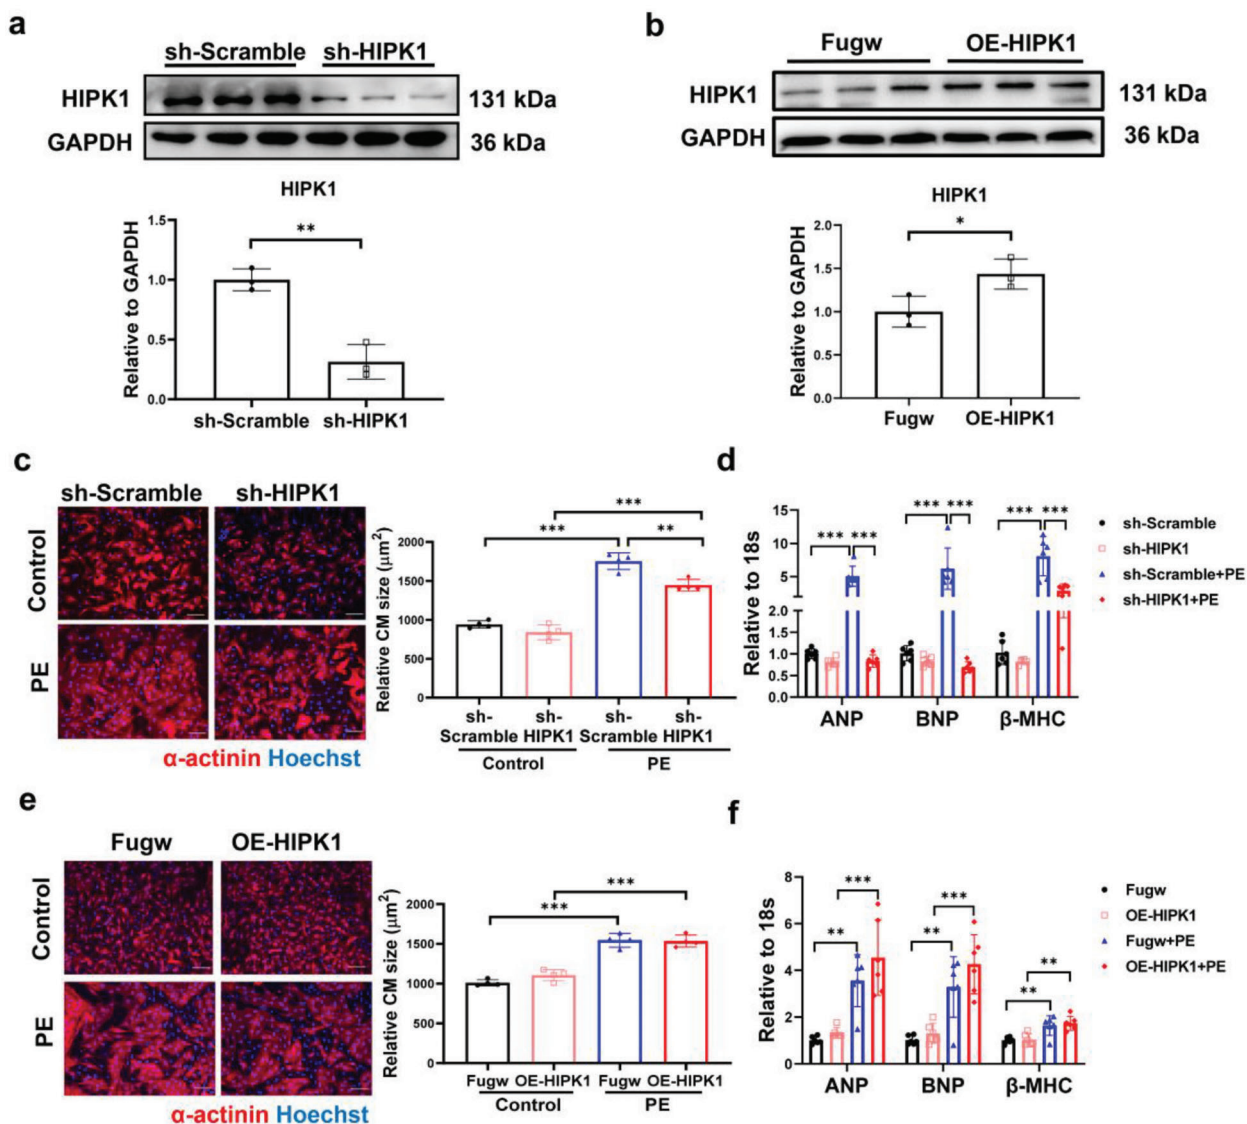 a
sh-Scramble sh-HIPK1
HIPK1 131 kDa
GAPDH 36 kDa
HIPK1
Relative to GAPDH
1.5
**
1.0
0.5
0.0
sh-Scramble sh-HIPK1
b
Fugw OE-HIPK1
HIPK1 131 kDa
GAPDH 36 kDa
HIPK1
Relative to GAPDH
2.0
*
1.5
1.0
0.5
0.0
Fugw OE-HIPK1
c
sh-Scramble sh-HIPK1
Control
PE
α-actinin Hoechst
Relative CM size (μm²)
***
*** **
2000
1500
1000
500
0
sh- sh- sh- sh-
Scramble HIPK1 Scramble HIPK1
Control PE
d
Relative to 18s
15
10
5
2.0
1.5
1.0
0.5
0.0
*** *** *** *** *** ***
ANP BNP β-MHC
sh-Scramble
sh-HIPK1
sh-Scramble+PE
sh-HIPK1+PE
e
Fugw OE-HIPK1
Control
PE
α-actinin Hoechst
Relative CM size (μm²)
***
***
2000
1500
1000
500
0
Fugw OE-HIPK1 Fugw OE-HIPK1
Control PE
f
Relative to 18s
8
6
4
2
0
*** ***
** ** **
**
ANP BNP β-MHC
Fugw
OE-HIPK1
Fugw+PE
OE-HIPK1+PE